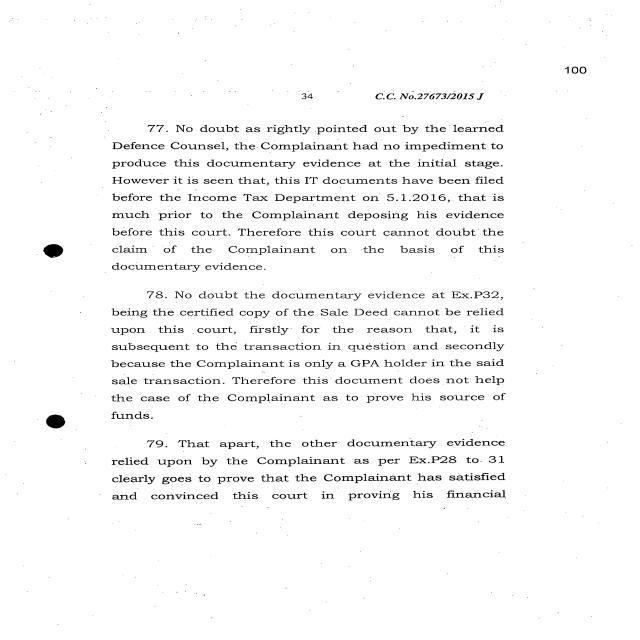 100
34 C.C. No.27673/2015 J
77. No doubt as rightly pointed out by the learned
Defence Counsel, the Complainant had no impediment to
produce this documentary evidence at the initial stage.
However it is seen that, this IT documents have been filed
before the Income Tax Department on 5.1.2016, that is
much prior to the Complainant deposing his evidence
before this court. Therefore this court cannot doubt the
claim of the Complainant on the basis of this
documentary evidence.
78. No doubt the documentary evidence at Ex.P32,
being the certified copy of the Sale Deed cannot be relied
upon this court, firstly for the reason that, it is
subsequent to the transaction in question and secondly
because the Complainant is only a GPA holder in the said
sale transaction. Therefore this document does not help
the case of the Complainant as to prove his source of
funds.
79. That apart, the other documentary evidence
relied upon by the Complainant as per Ex.P28 to 31
clearly goes to prove that the Complainant has satisfied
and convinced this court in proving his financial